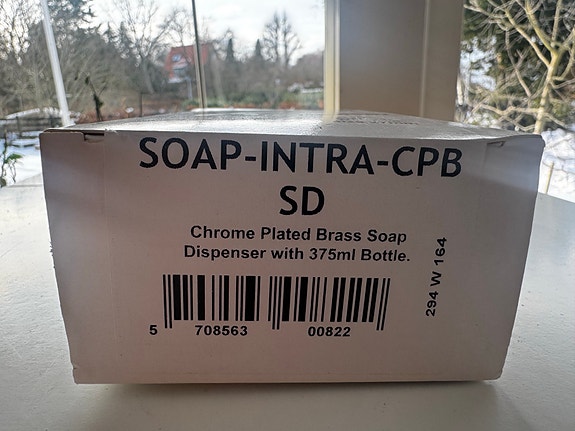 SOAP-INTRA-CPB
SD
Chrome Plated Brass Soap
Dispenser with 375ml Bottle.
294 W 164
5 708563 00822